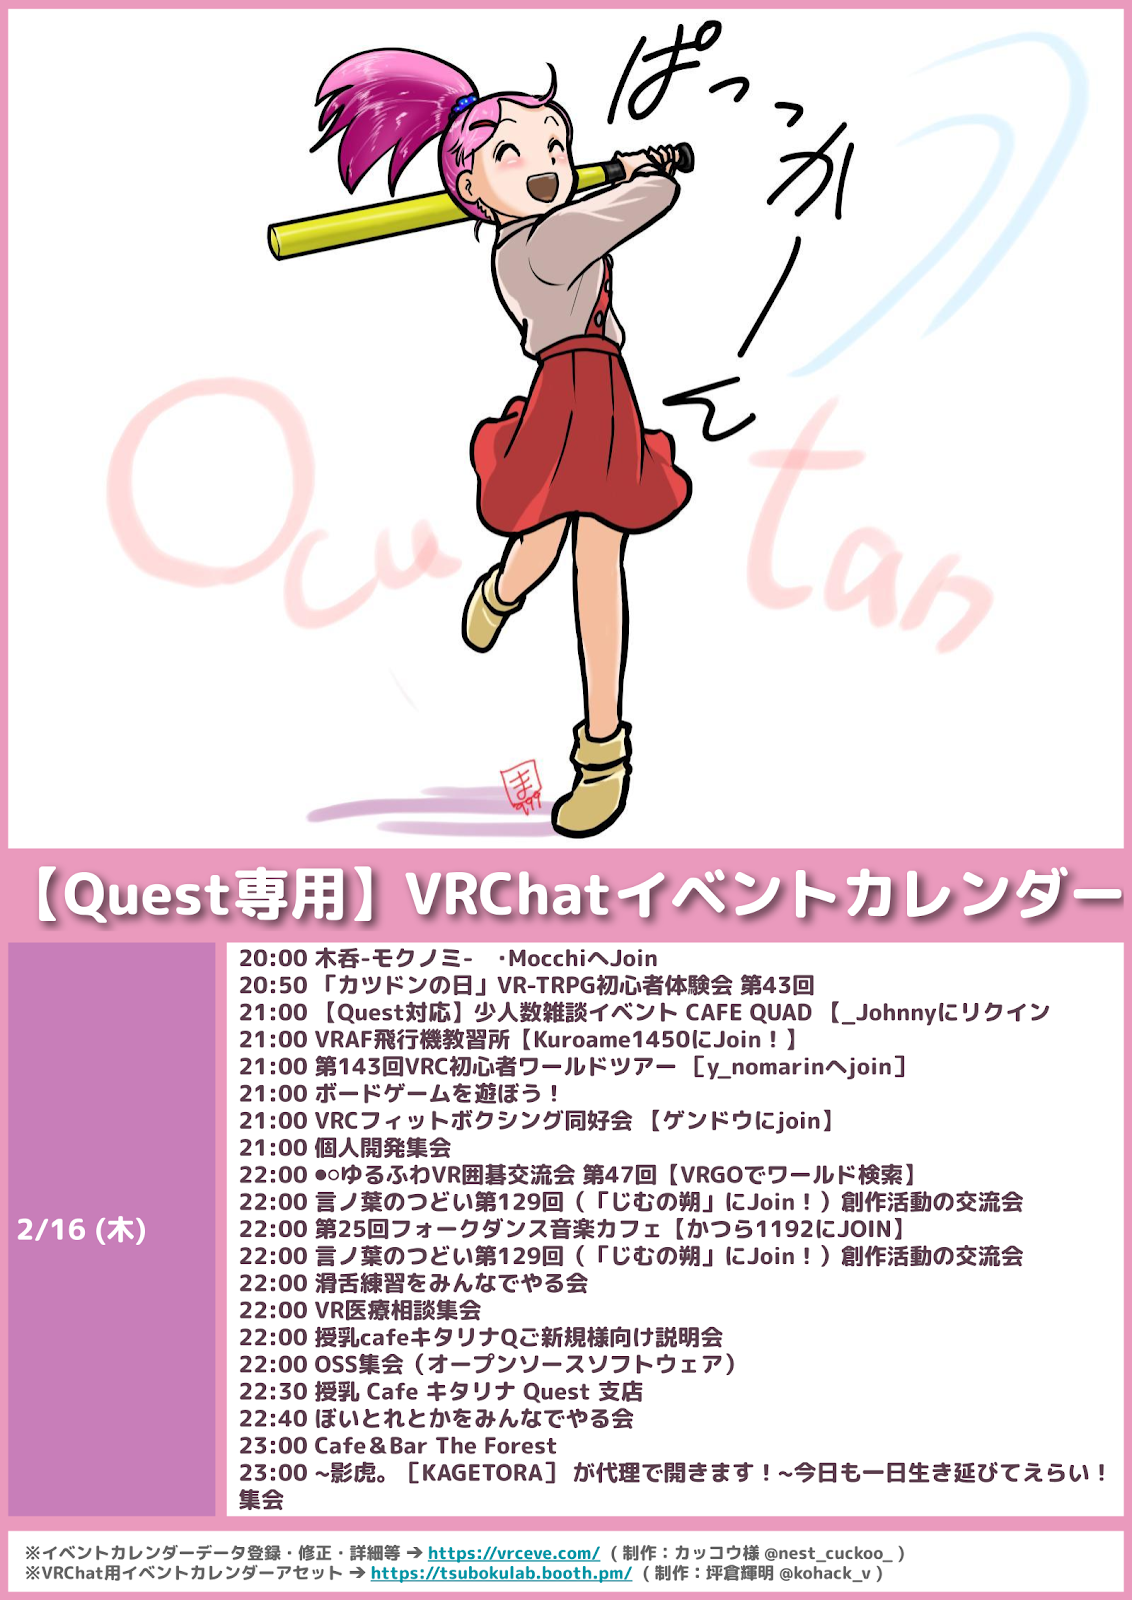 ぱっっかーん
Ocu tan
ま
999
【Quest専用】VRChatイベントカレンダー
2/16 (木)
20:00 木呑-モクノミ-　·MocchiへJoin
20:50 「カツドンの日」VR-TRPG初心者体験会 第43回
21:00 【Quest対応】少人数雑談イベント CAFE QUAD 【_Johnnyにリクイン
21:00 VRAF飛行機教習所【Kuroame1450にJoin！】
21:00 第143回VRC初心者ワールドツアー ［y_nomarinへjoin］
21:00 ボードゲームを遊ぼう！
21:00 VRCフィットボクシング同好会 【ゲンドウにjoin】
21:00 個人開発集会
22:00 ●○ゆるふわVR囲碁交流会 第47回【VRGOでワールド検索】
22:00 言ノ葉のつどい第129回（「じむの朔」にJoin！）創作活動の交流会
22:00 第25回フォークダンス音楽カフェ【かつら1192にJOIN】
22:00 言ノ葉のつどい第129回（「じむの朔」にJoin！）創作活動の交流会
22:00 滑舌練習をみんなでやる会
22:00 VR医療相談集会
22:00 授乳cafeキタリナQご新規様向け説明会
22:00 OSS集会（オープンソースソフトウェア）
22:30 授乳 Cafe キタリナ Quest 支店
22:40 ぼいとれとかをみんなでやる会
23:00 Cafe＆Bar The Forest
23:00 ~影虎。［KAGETORA］ が代理で開きます！~今日も一日生き延びてえらい！
集会
※イベントカレンダーデータ登録・修正・詳細等 ➔ https://vrceve.com/ （制作：カッコウ様 @nest_cuckoo_）
※VRChat用イベントカレンダーアセット ➔ https://tsubokulab.booth.pm/ （制作：坪倉輝明 @kohack_v）